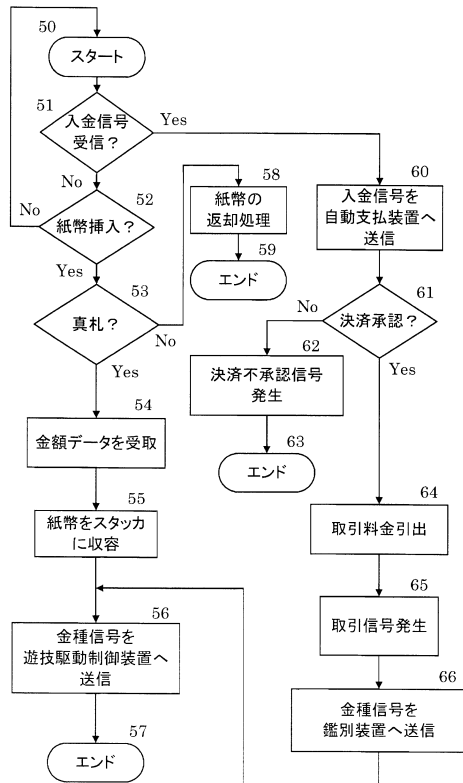 50
スタート
51
入金信号
受信？
Yes
No
52
紙幣挿入？
No
Yes
53
真札？
No
Yes
54
金額データを受取
55
紙幣をスタッカ
に収容
56
金種信号を
遊技駆動制御装置へ
送信
57
エンド
58
紙幣の
返却処理
59
エンド
60
入金信号を
自動支払装置へ
送信
61
決済承認？
No
Yes
62
決済不承認信号
発生
63
エンド
64
取引料金引出
65
取引信号発生
66
金種信号を
鑑別装置へ送信